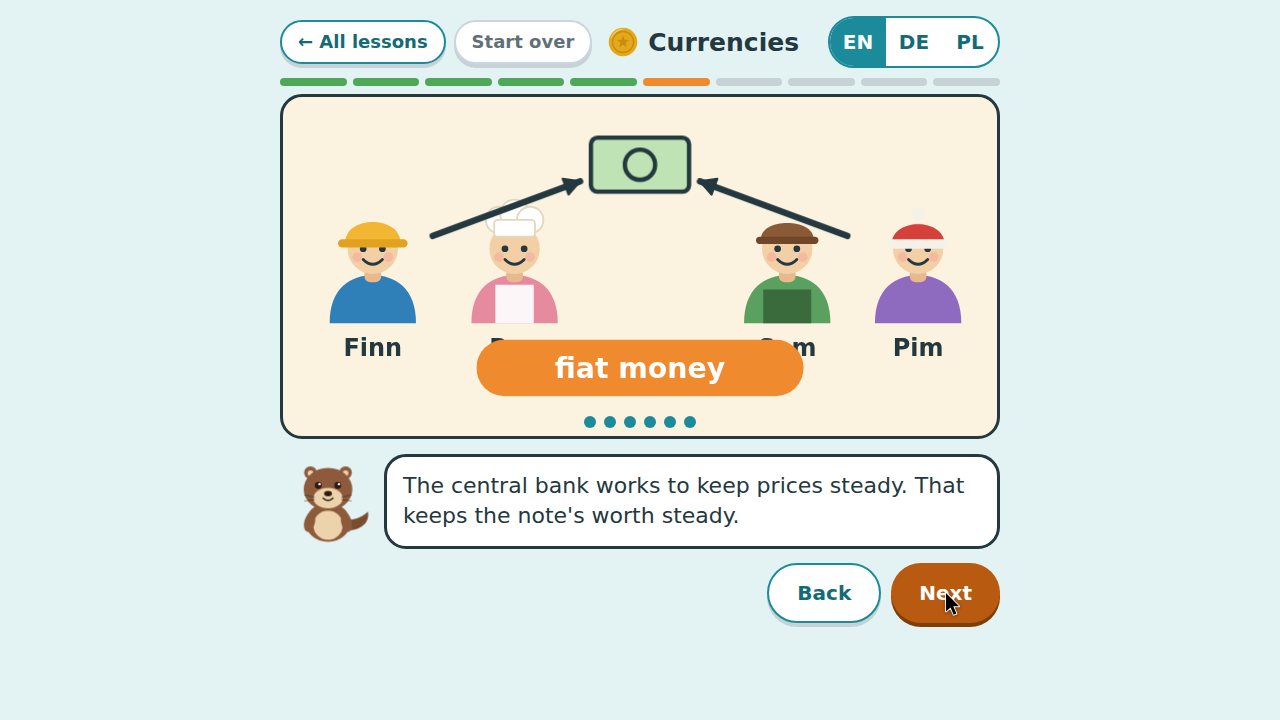 ← All lessons
Start over
Currencies
EN DE PL
Finn
Pim
fiat money
The central bank works to keep prices steady. That
keeps the note's worth steady.
Back
Next